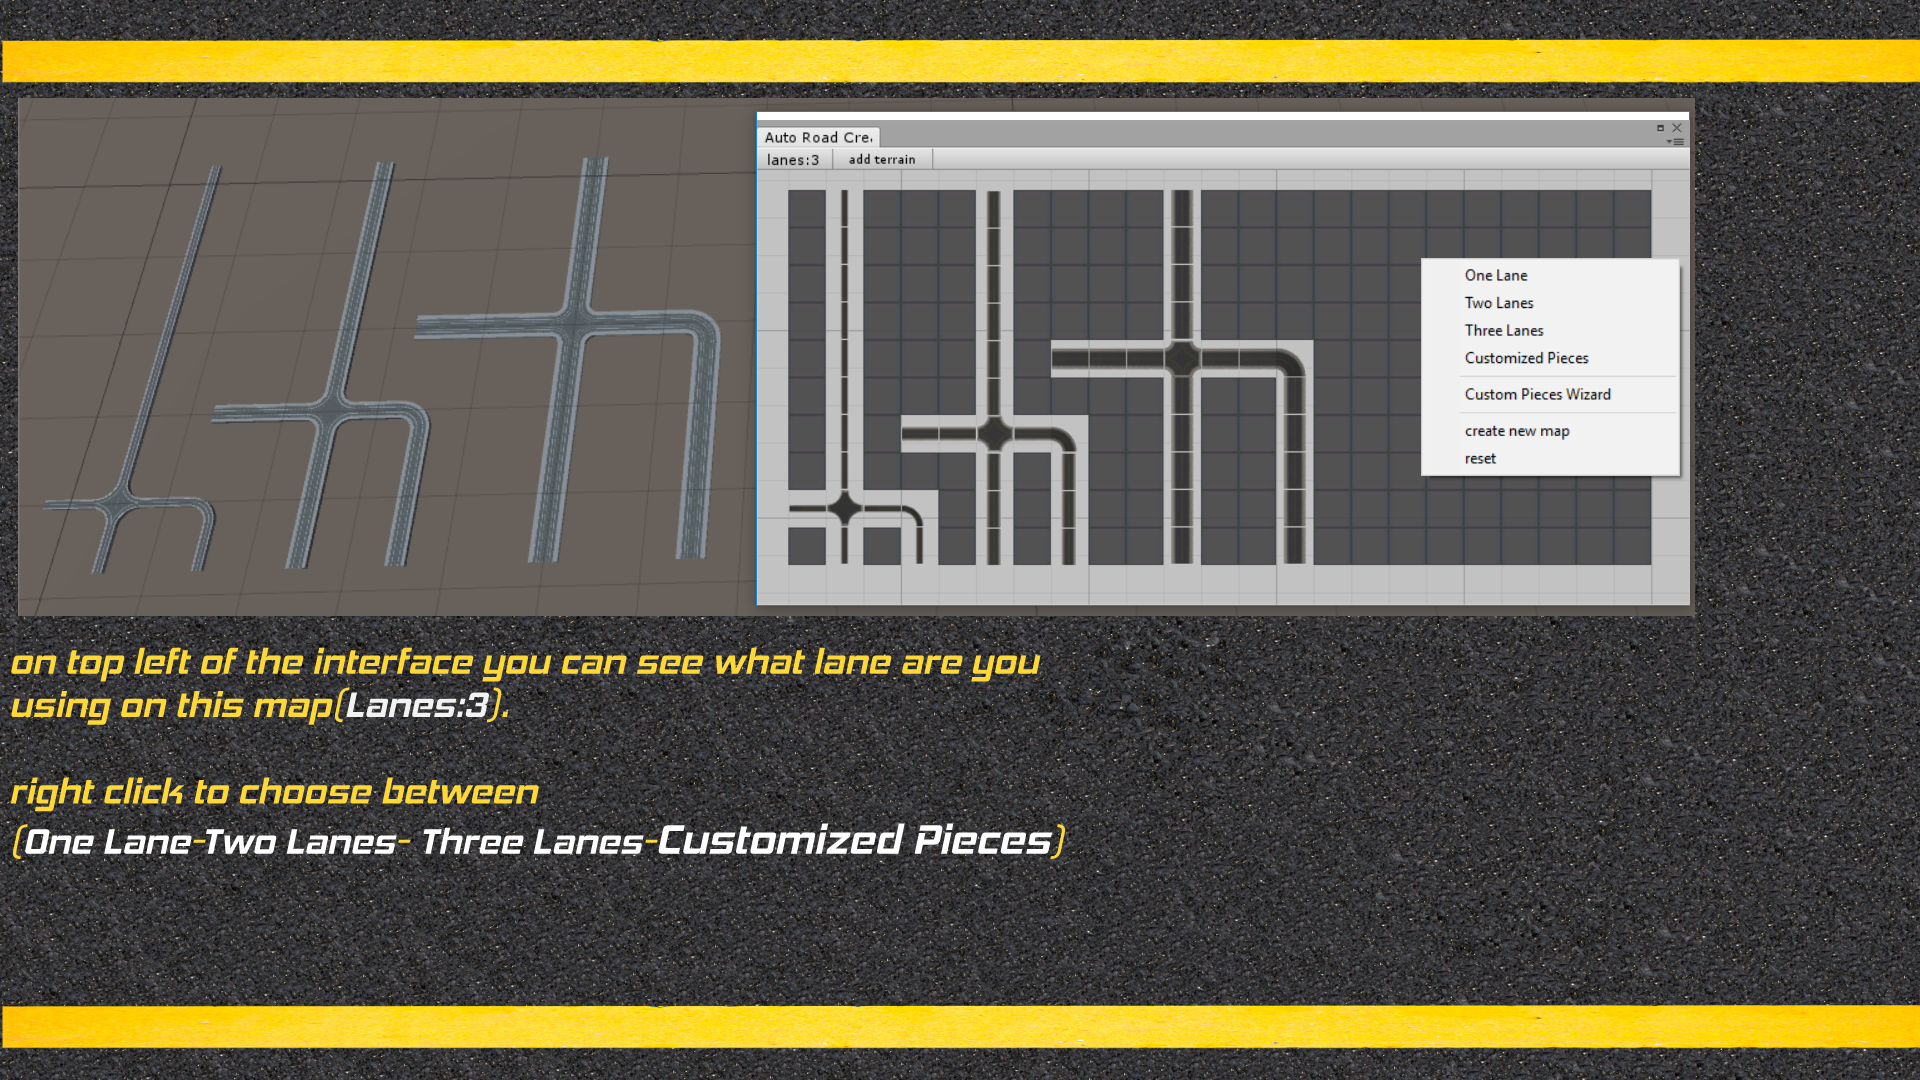 Auto Road Cre
lanes:3 add terrain
One Lane
Two Lanes
Three Lanes
Customized Pieces
Custom Pieces Wizard
create new map
reset
on top left of the interface you can see what lane are you
using on this map(Lanes:3).
right click to choose between
(One Lane-Two Lanes- Three Lanes-Customized Pieces)